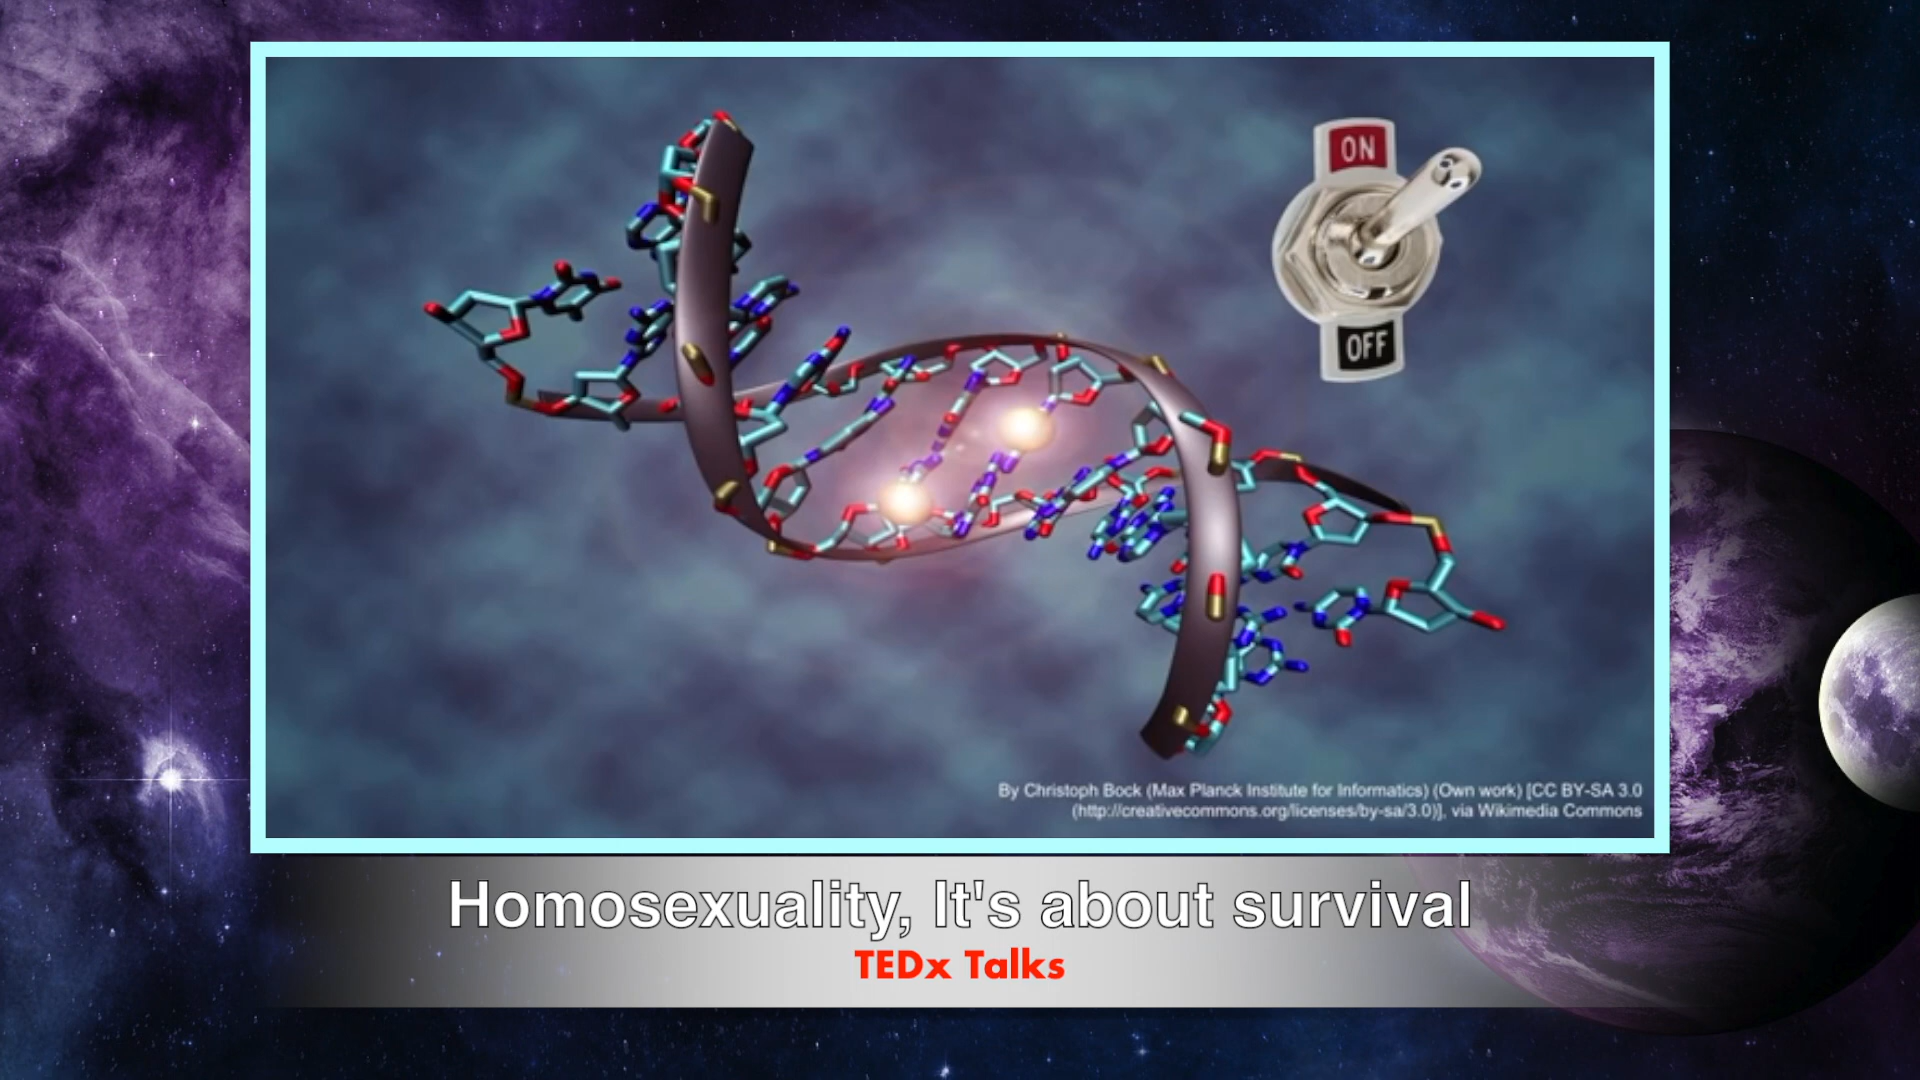 ON
OFF
By Christoph Bock (Max Planck Institute for Informatics) (Own work) [CC BY-SA 3.0
(http://creativecommons.org/licenses/by-sa/3.0)], via Wikimedia Commons
Homosexuality, It's about survival
TEDx Talks